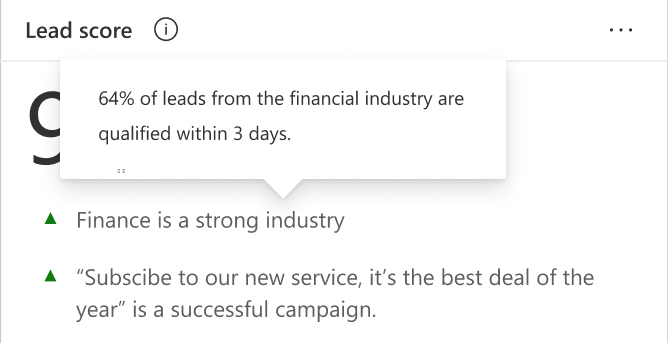 Lead score
64% of leads from the financial industry are
qualified within 3 days.
Finance is a strong industry
“Subscibe to our new service, it’s the best deal of the
year” is a successful campaign.